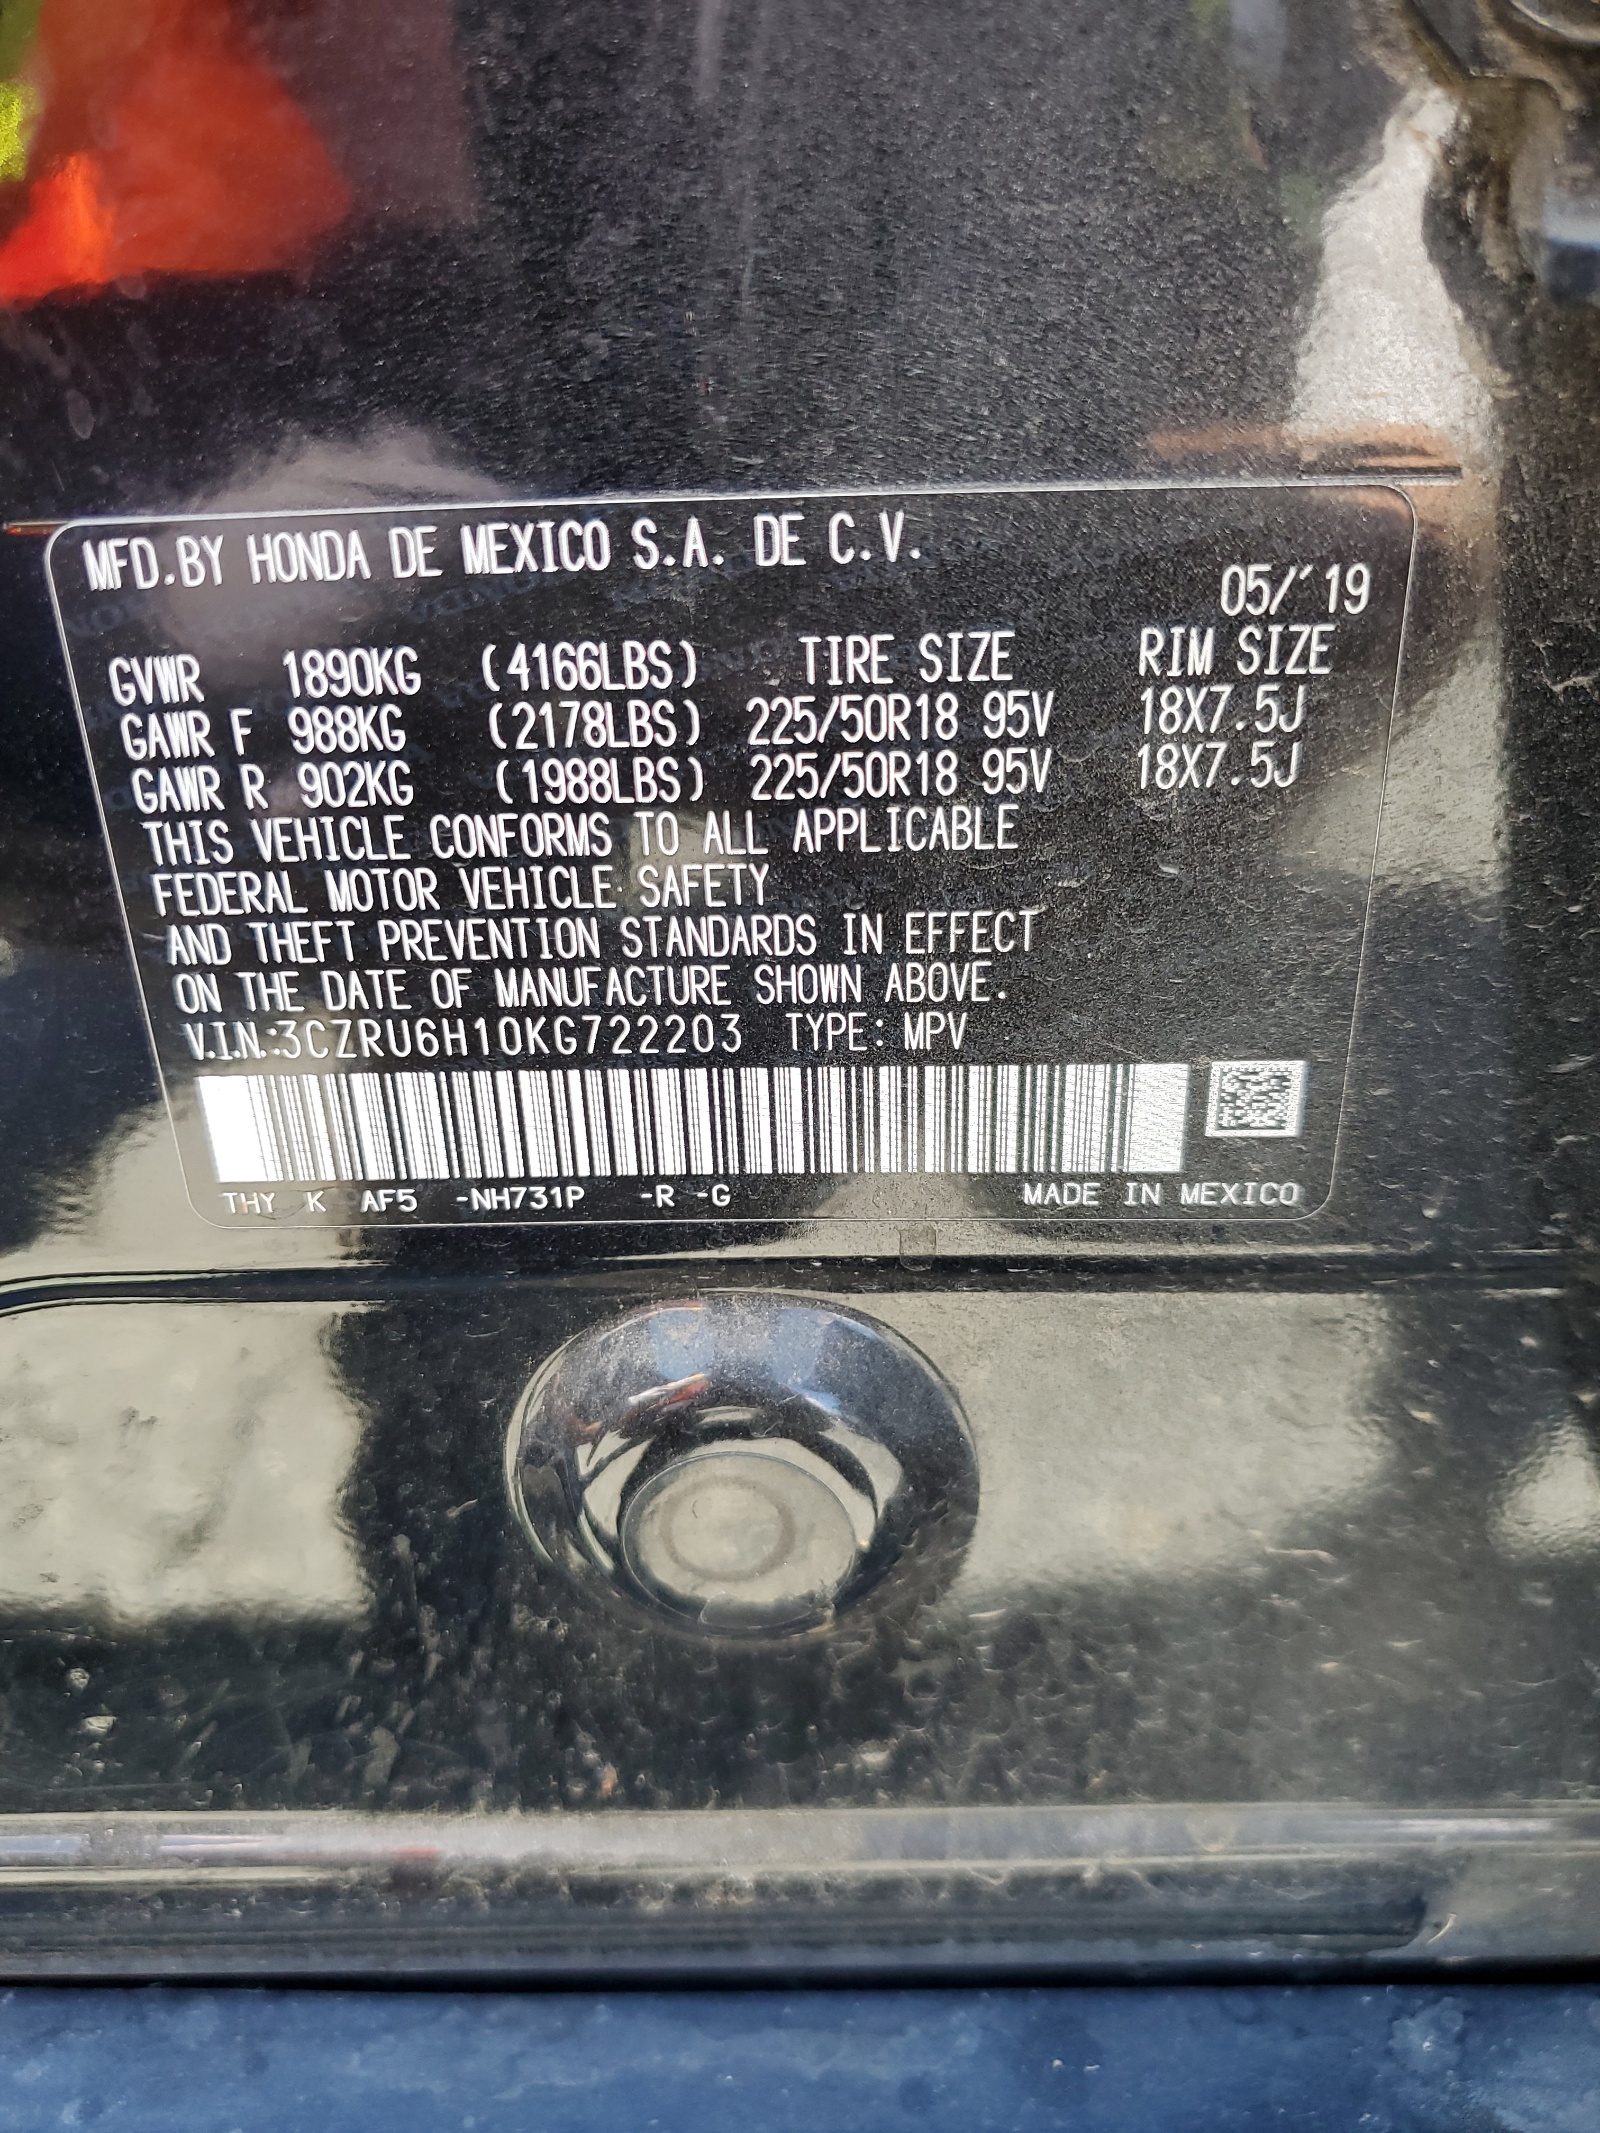 MFD.BY HONDA DE MEXICO S.A. DE C.V.
05/'19
GVWR 1890KG (4166LBS) TIRE SIZE RIM SIZE
GAWR F 988KG (2178LBS) 225/50R18 95V 18X7.5J
GAWR R 902KG (1988LBS) 225/50R18 95V 18X7.5J
THIS VEHICLE CONFORMS TO ALL APPLICABLE
FEDERAL MOTOR VEHICLE SAFETY
AND THEFT PREVENTION STANDARDS IN EFFECT
ON THE DATE OF MANUFACTURE SHOWN ABOVE.
V.I.N.:3CZRU6H10KG722203 TYPE: MPV
THY K AF5 -NH731P -R -G MADE IN MEXICO